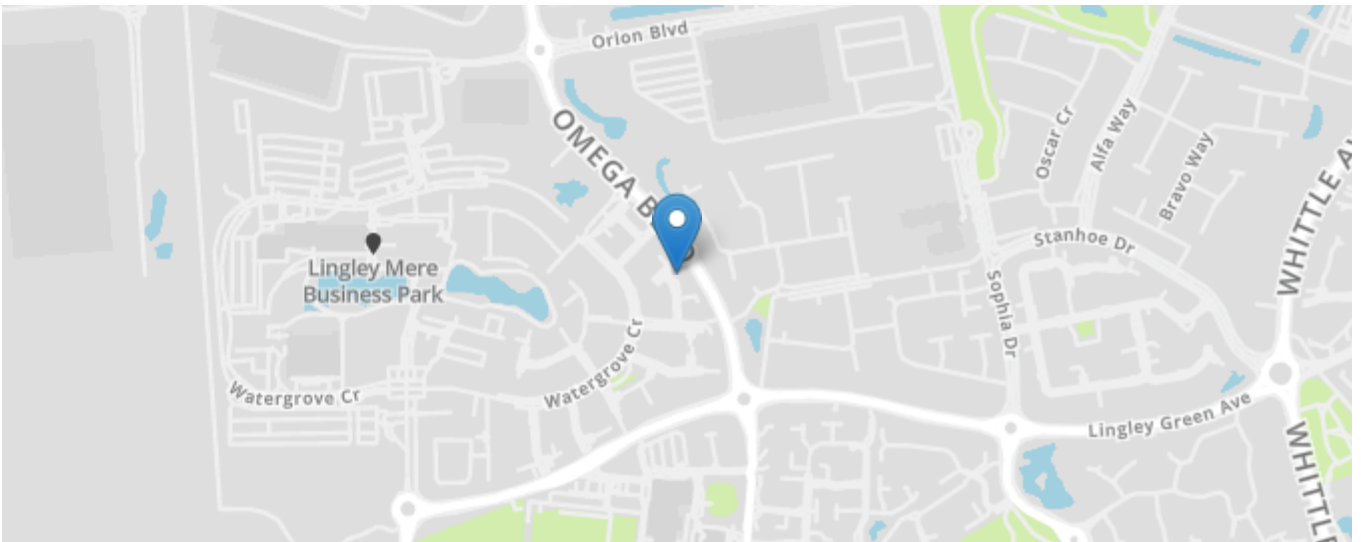 Orion Blvd
OMEGA B
Oscar Cr
Alfa Way
Bravo Way
WHITTLE
Stanhoe Dr
Lingley Mere
Business Park
Sophia Dr
Watergrove Cr
Watergrove Cr
Lingley Green Ave